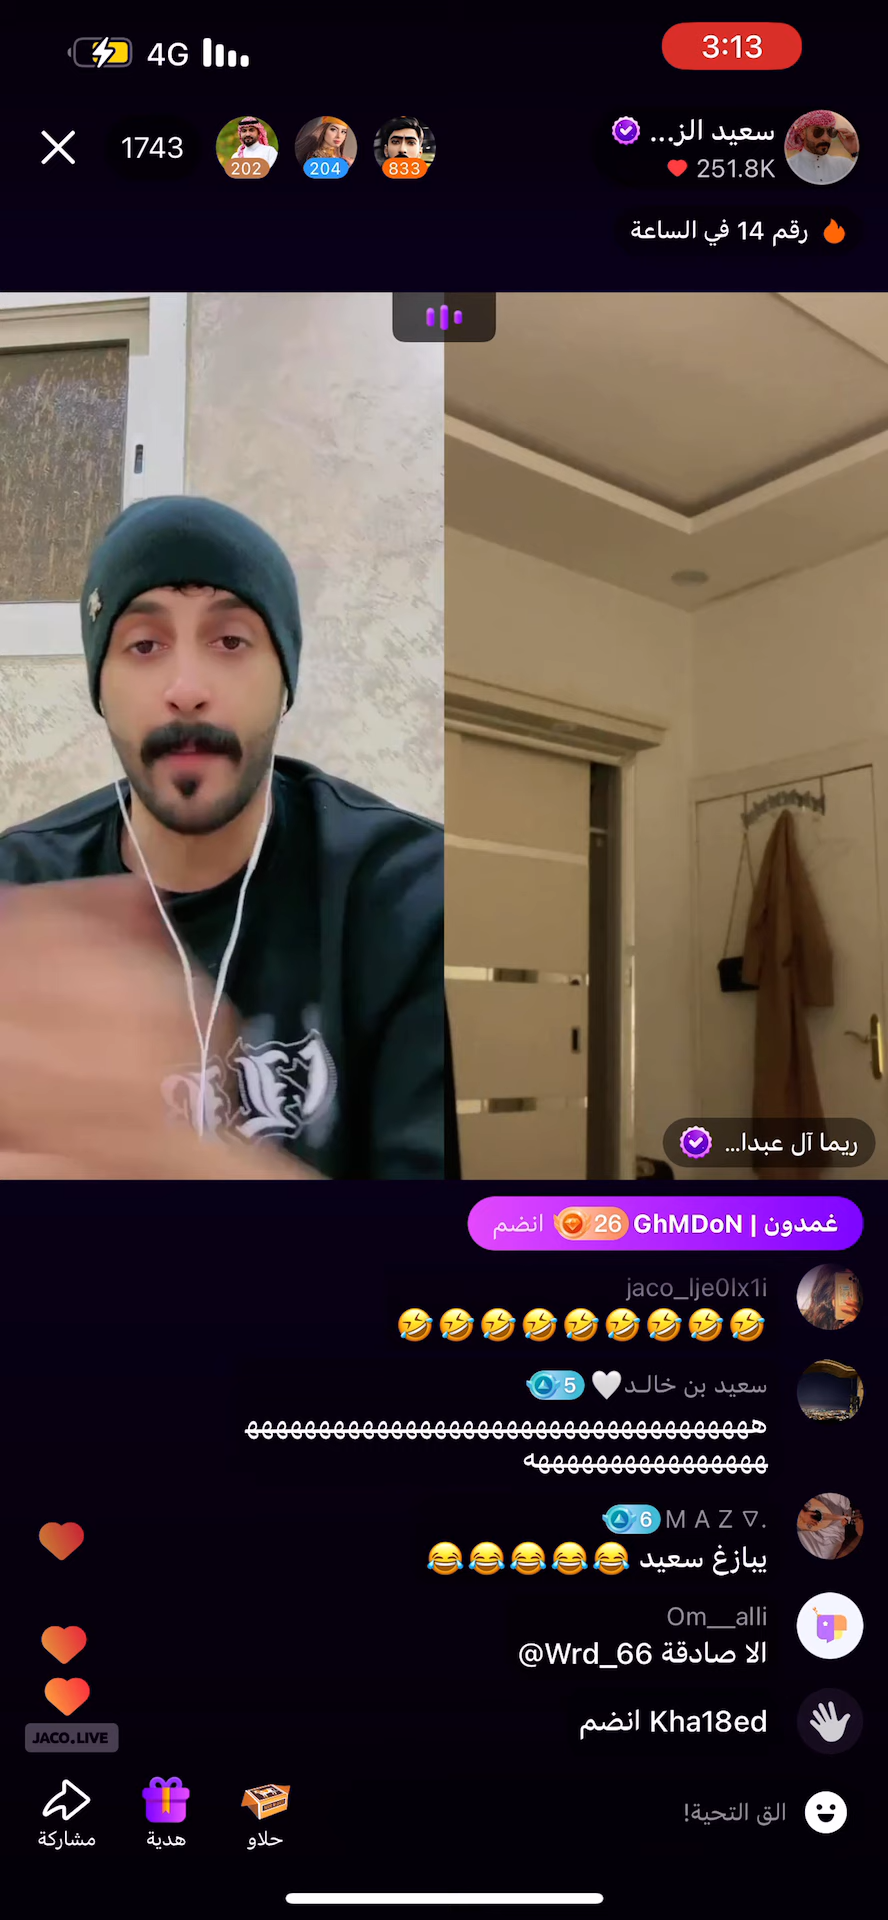 4G
3:13
1743
202
204
833
سعيد الز...
251.8K
رقم 14 في الساعة
ريما آل عبدا...
غمدون | GhMDoN 26 انضم
jaco_lje0lx1i
🤣🤣🤣🤣🤣🤣🤣🤣🤣
سعيد بن خالـد🤍 5
هههههههههههههههههههههههههههههههههههه
ههههههههههههههههه
M A Z ▽. 6
يبازغ سعيد 😂😂😂😂😂
Om__alli
الا صادقة @Wrd_66
Kha18ed انضم
JACO.LIVE
الق التحية!
حلاو
هدية
مشاركة